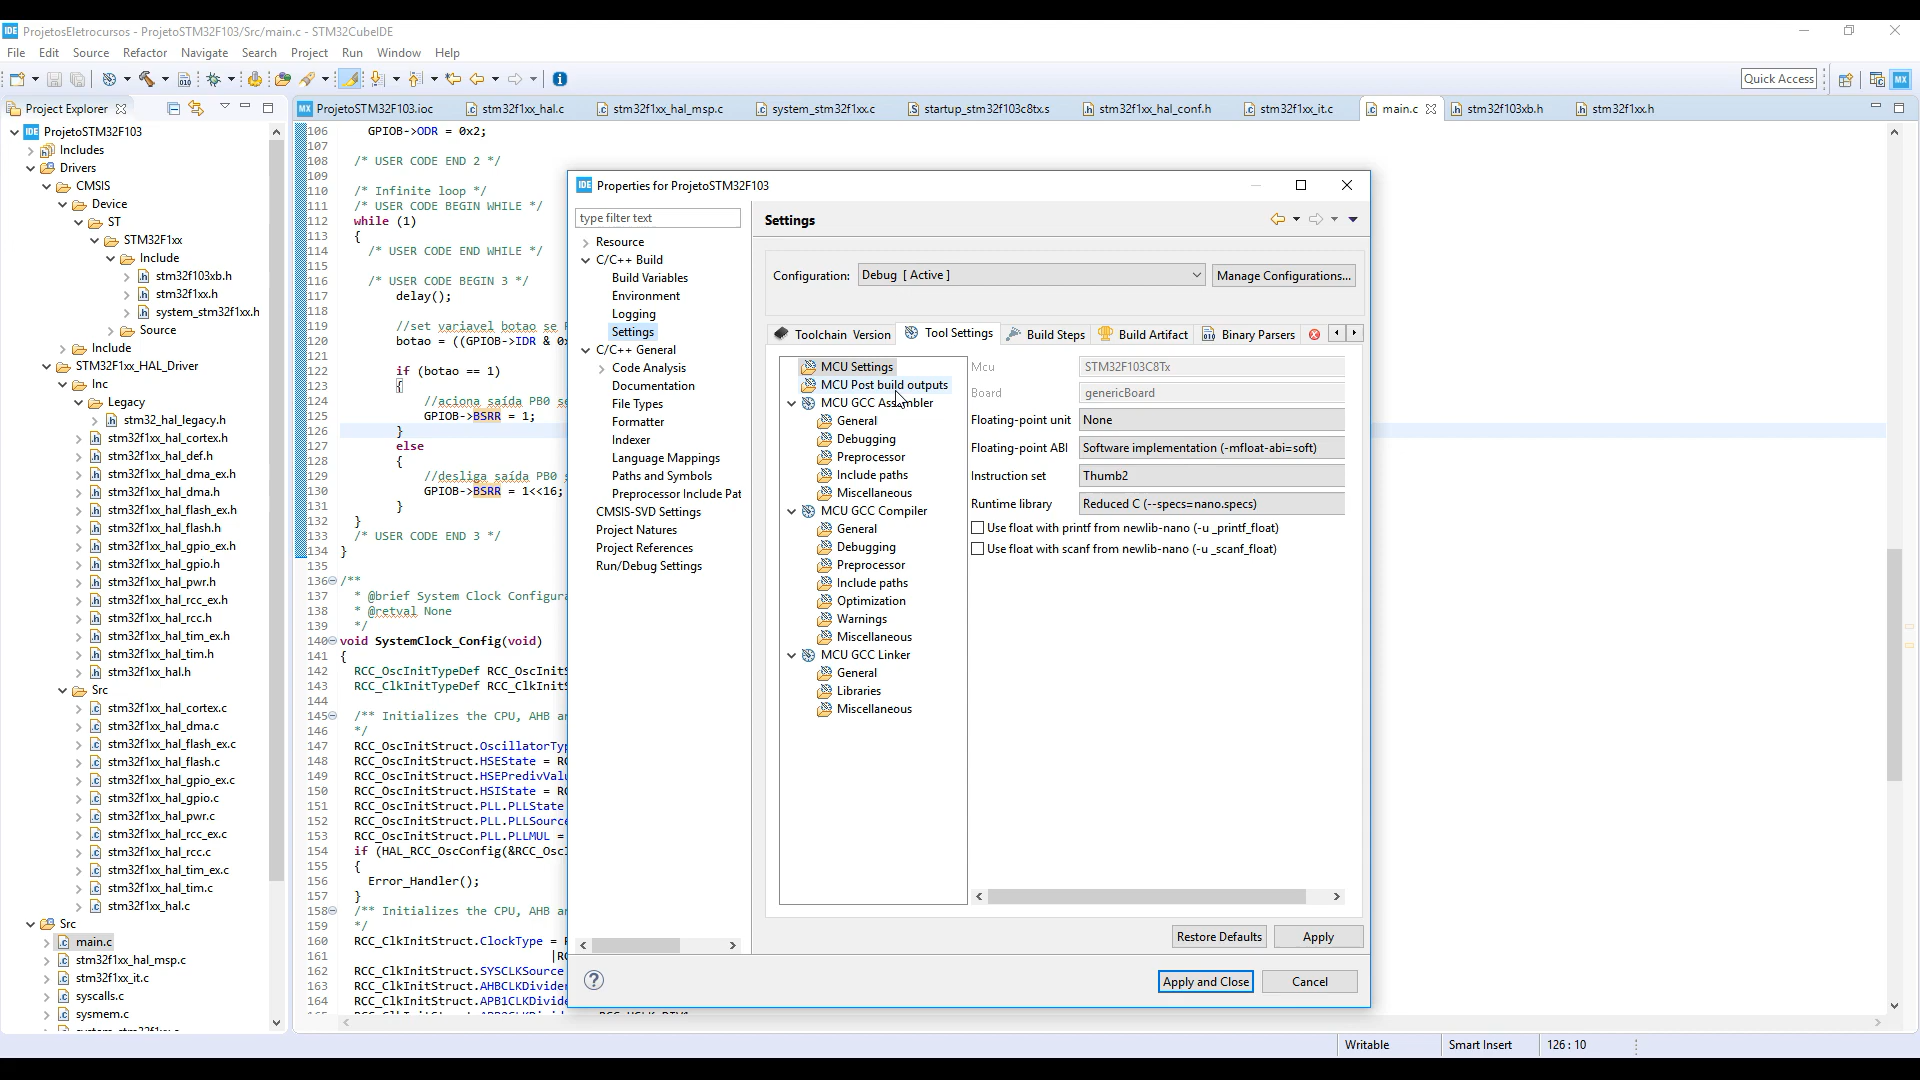 ProjetosEletrocursos - ProjetoSTM32F103/Src/main.c - STM32CubeIDE
File Edit Source Refactor Navigate Search Project Run Window Help
Quick Access
Project Explorer
ProjetoSTM32F103.ioc stm32f1xx_hal.c stm32f1xx_hal_msp.c system_stm32f1xx.c startup_stm32f103c8tx.s stm32f1xx_hal_conf.h stm32f1xx_it.c main.c stm32f103xb.h stm32f1xx.h
ProjetoSTM32F103
Includes
Drivers
CMSIS
Device
ST
STM32F1xx
Include
stm32f103xb.h
stm32f1xx.h
system_stm32f1xx.h
Source
Include
STM32F1xx_HAL_Driver
Inc
Legacy
stm32_hal_legacy.h
stm32f1xx_hal_cortex.h
stm32f1xx_hal_def.h
stm32f1xx_hal_dma_ex.h
stm32f1xx_hal_dma.h
stm32f1xx_hal_flash_ex.h
stm32f1xx_hal_flash.h
stm32f1xx_hal_gpio_ex.h
stm32f1xx_hal_gpio.h
stm32f1xx_hal_pwr.h
stm32f1xx_hal_rcc_ex.h
stm32f1xx_hal_rcc.h
stm32f1xx_hal_tim_ex.h
stm32f1xx_hal_tim.h
stm32f1xx_hal.h
Src
stm32f1xx_hal_cortex.c
stm32f1xx_hal_dma.c
stm32f1xx_hal_flash_ex.c
stm32f1xx_hal_flash.c
stm32f1xx_hal_gpio_ex.c
stm32f1xx_hal_gpio.c
stm32f1xx_hal_pwr.c
stm32f1xx_hal_rcc_ex.c
stm32f1xx_hal_rcc.c
stm32f1xx_hal_tim_ex.c
stm32f1xx_hal_tim.c
stm32f1xx_hal.c
Src
main.c
stm32f1xx_hal_msp.c
stm32f1xx_it.c
syscalls.c
sysmem.c
106 GPIOB->ODR = 0x2;
107
108 /* USER CODE END 2 */
109
110 /* Infinite loop */
111 /* USER CODE BEGIN WHILE */
112 while (1)
113 {
114 /* USER CODE END WHILE */
115
116 /* USER CODE BEGIN 3 */
117 delay();
118
119 //set variavel botao se
120 botao = ((GPIOB->IDR & 0x
121
122 if (botao == 1)
123 {
124 //aciona saída PB0 se
125 GPIOB->BSRR = 1;
126 }
127 else
128 {
129 //desliga saída PB0
130 GPIOB->BSRR = 1<<16;
131 }
132 }
133 /* USER CODE END 3 */
134 }
135
136 /**
137 * @brief System Clock Configura
138 * @retval None
139 */
140 void SystemClock_Config(void)
141 {
142 RCC_OscInitTypeDef RCC_OscInitS
143 RCC_ClkInitTypeDef RCC_ClkInitS
144
145 /** Initializes the CPU, AHB an
146 */
147 RCC_OscInitStruct.OscillatorTyp
148 RCC_OscInitStruct.HSEState = RC
149 RCC_OscInitStruct.HSEPredivValu
150 RCC_OscInitStruct.HSIState = RC
151 RCC_OscInitStruct.PLL.PLLState
152 RCC_OscInitStruct.PLL.PLLSource
153 RCC_OscInitStruct.PLL.PLLMUL =
154 if (HAL_RCC_OscConfig(&RCC_OscI
155 {
156 Error_Handler();
157 }
158 /** Initializes the CPU, AHB an
159 */
160 RCC_ClkInitStruct.ClockType = R
161 |RC
162 RCC_ClkInitStruct.SYSCLKSource
163 RCC_ClkInitStruct.AHBCLKDivider
164 RCC_ClkInitStruct.APB1CLKDivide
Properties for ProjetoSTM32F103
type filter text
Resource
C/C++ Build
Build Variables
Environment
Logging
Settings
C/C++ General
Code Analysis
Documentation
File Types
Formatter
Indexer
Language Mappings
Paths and Symbols
Preprocessor Include Pat
CMSIS-SVD Settings
Project Natures
Project References
Run/Debug Settings
Settings
Configuration: Debug [ Active ] Manage Configurations...
Toolchain Version Tool Settings Build Steps Build Artifact Binary Parsers
MCU Settings
MCU Post build outputs
MCU GCC Assembler
General
Debugging
Preprocessor
Include paths
Miscellaneous
MCU GCC Compiler
General
Debugging
Preprocessor
Include paths
Optimization
Warnings
Miscellaneous
MCU GCC Linker
General
Libraries
Miscellaneous
Mcu STM32F103C8Tx
Board genericBoard
Floating-point unit None
Floating-point ABI Software implementation (-mfloat-abi=soft)
Instruction set Thumb2
Runtime library Reduced C (--specs=nano.specs)
Use float with printf from newlib-nano (-u _printf_float)
Use float with scanf from newlib-nano (-u _scanf_float)
Restore Defaults Apply
Apply and Close Cancel
Writable Smart Insert 126 : 10